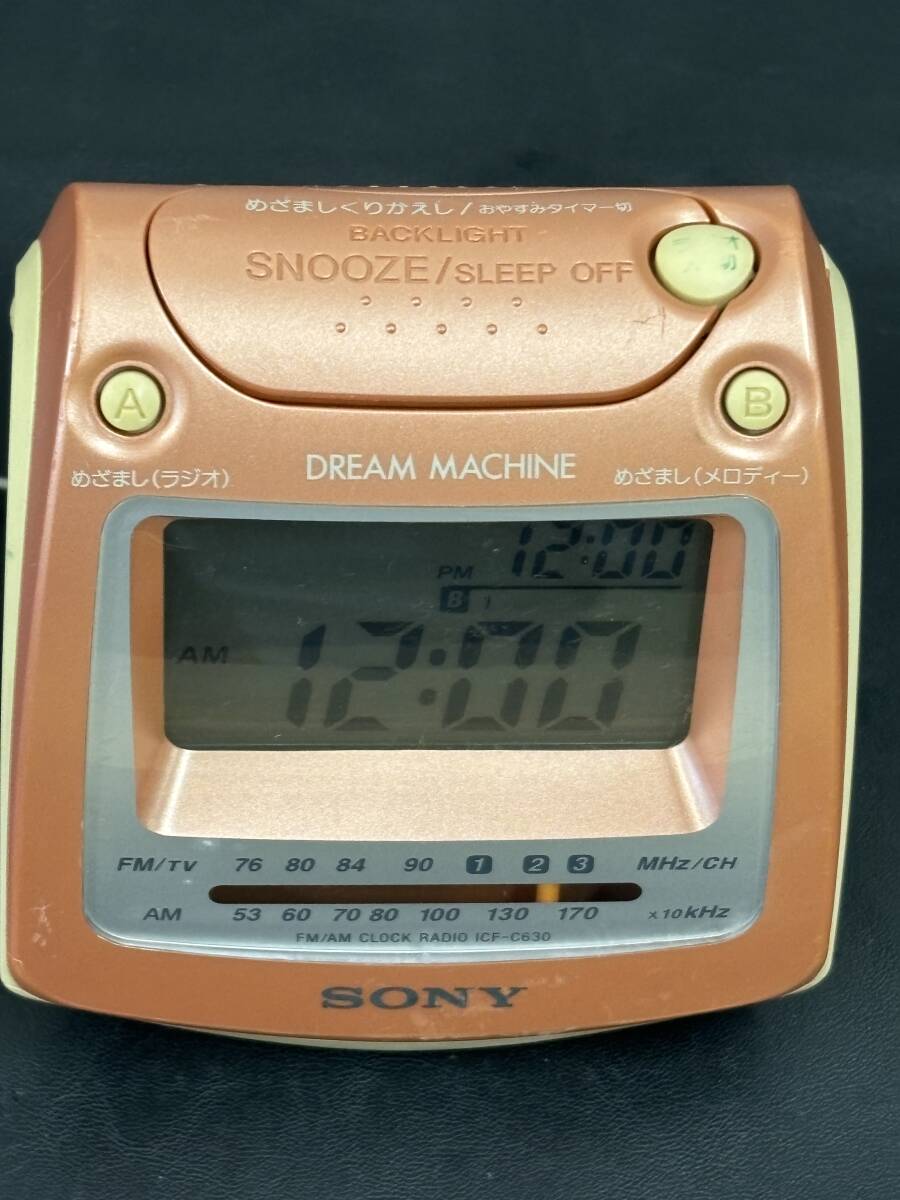 めざましくりかえし/おやすみタイマー切
BACKLIGHT
SNOOZE/SLEEP OFF
A
B
めざまし(ラジオ)
DREAM MACHINE
めざまし(メロディー)
PM 12:00
B 1
AM 12:00
FM/TV 76 80 84 90 1 2 3 MHz/CH
AM 53 60 70 80 100 130 170 ×10kHz
FM/AM CLOCK RADIO ICF-C630
SONY